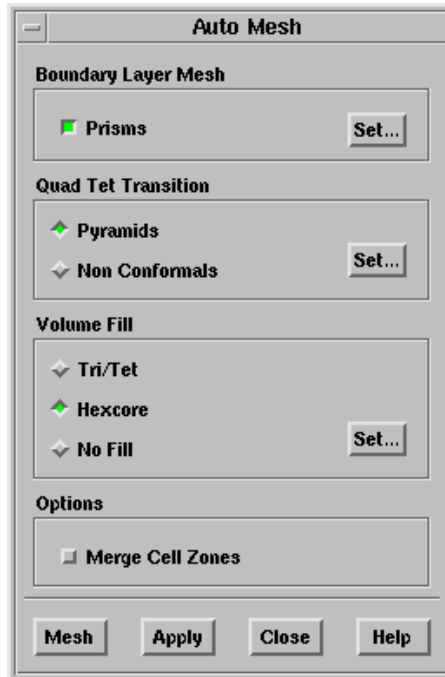 Auto Mesh
Boundary Layer Mesh
Prisms Set...
Quad Tet Transition
Pyramids
Non Conformals Set...
Volume Fill
Tri/Tet
Hexcore
No Fill Set...
Options
Merge Cell Zones
Mesh Apply Close Help